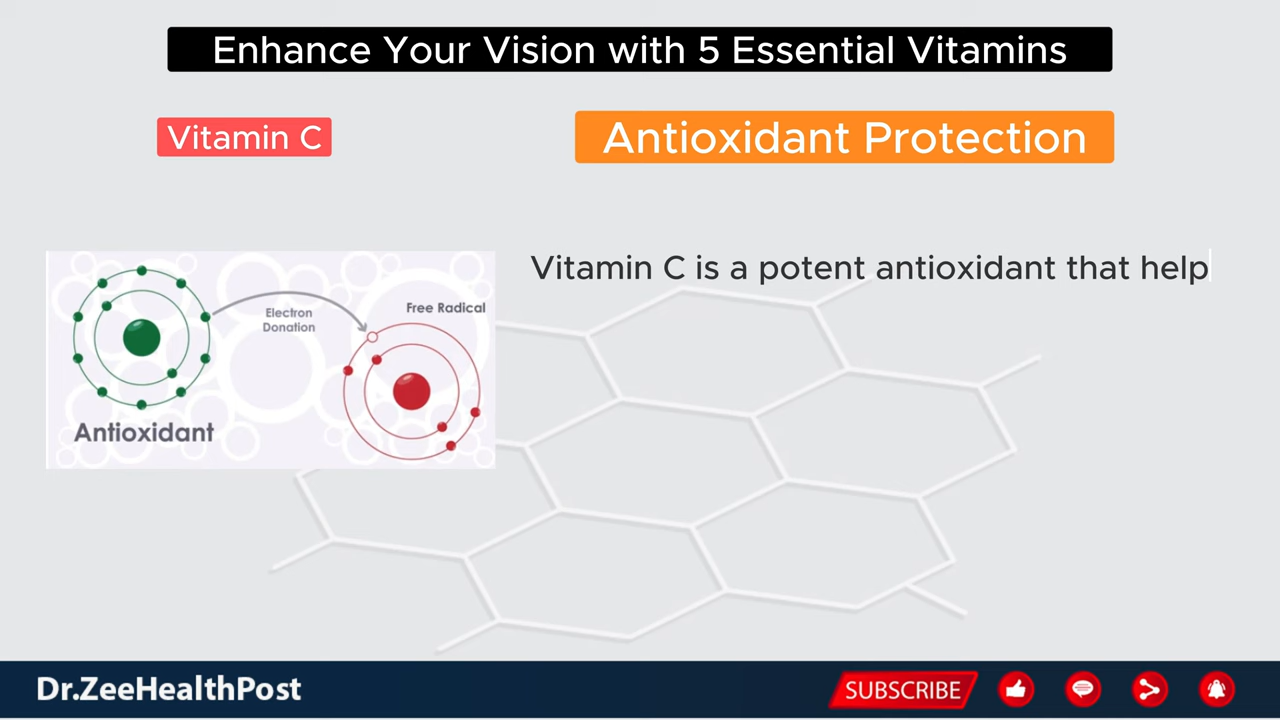 Enhance Your Vision with 5 Essential Vitamins
Vitamin C
Antioxidant Protection
Vitamin C is a potent antioxidant that help
Free Radical
Electron
Donation
Antioxidant
Dr.ZeeHealthPost
SUBSCRIBE